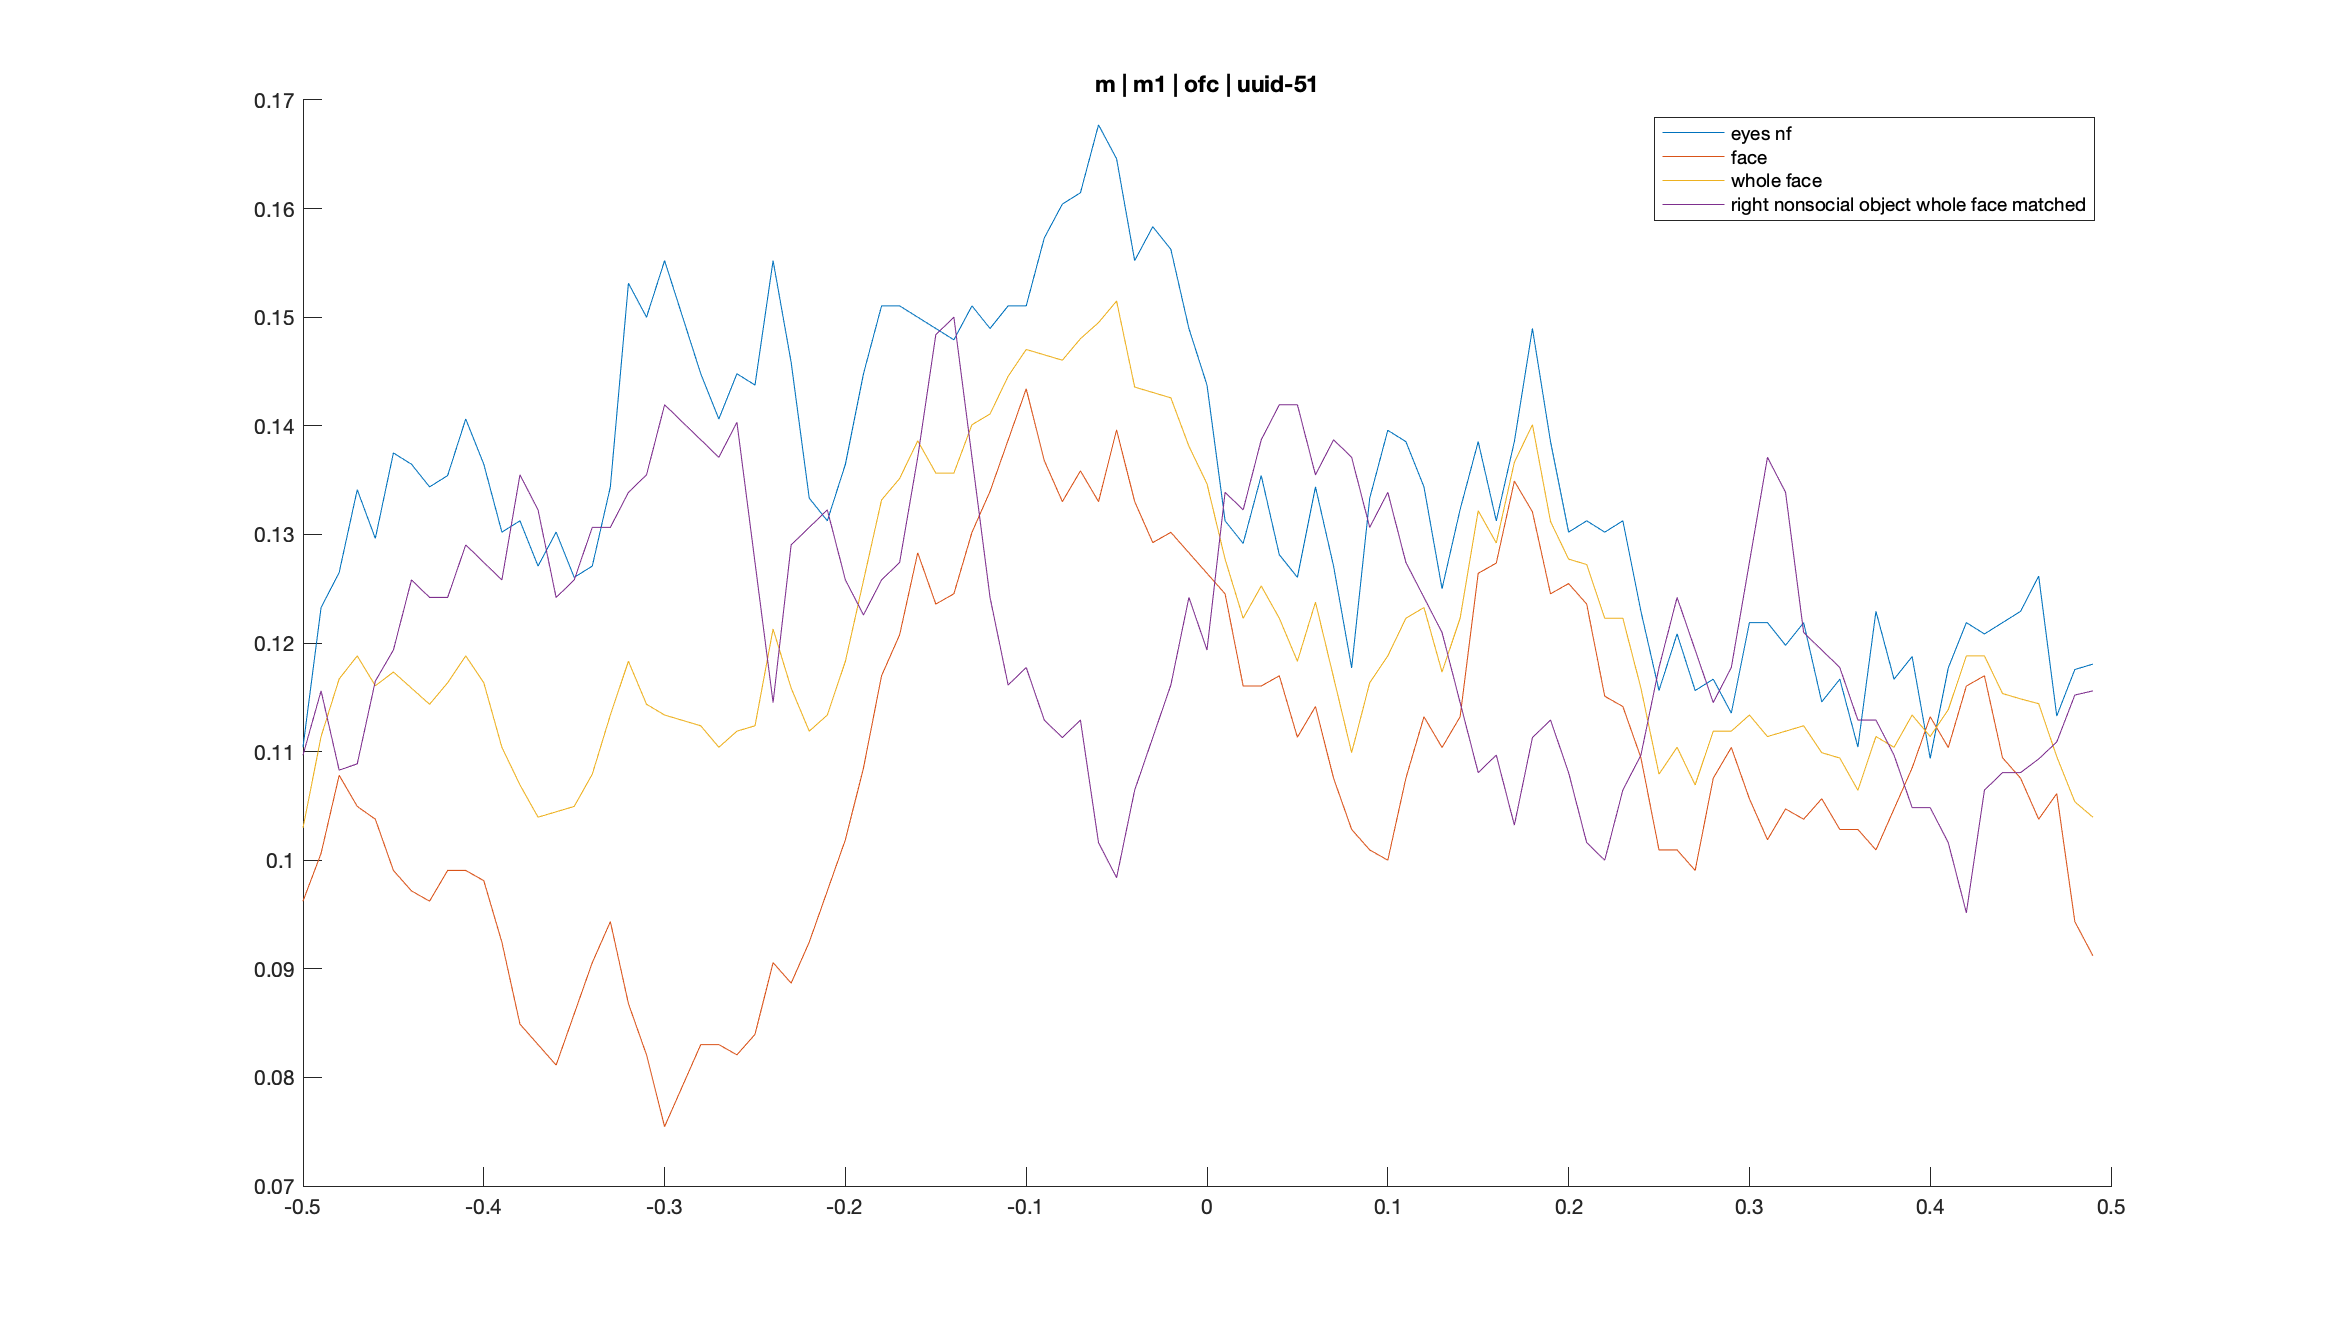 m | m1 | ofc | uuid-51
eyes nf
face
whole face
right nonsocial object whole face matched
0.17
0.16
0.15
0.14
0.13
0.12
0.11
0.1
0.09
0.08
0.07
-0.5 -0.4 -0.3 -0.2 -0.1 0 0.1 0.2 0.3 0.4 0.5